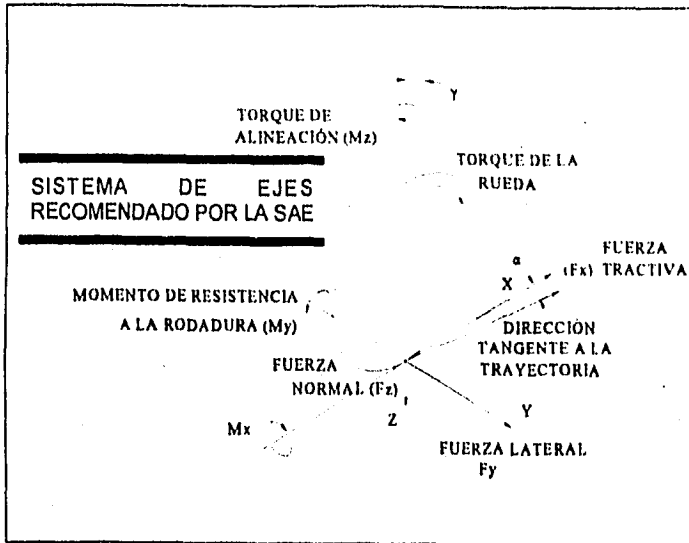 γ
TORQUE DE
ALINEACIÓN (Mz)
TORQUE DE LA
RUEDA
SISTEMA DE EJES
RECOMENDADO POR LA SAE
α
X
(Fx)
FUERZA
TRACTIVA
MOMENTO DE RESISTENCIA
A LA RODADURA (My)
DIRECCIÓN
TANGENTE A LA
TRAYECTORIA
FUERZA
NORMAL (Fz)
Z
Y
Mx
FUERZA LATERAL
Fy